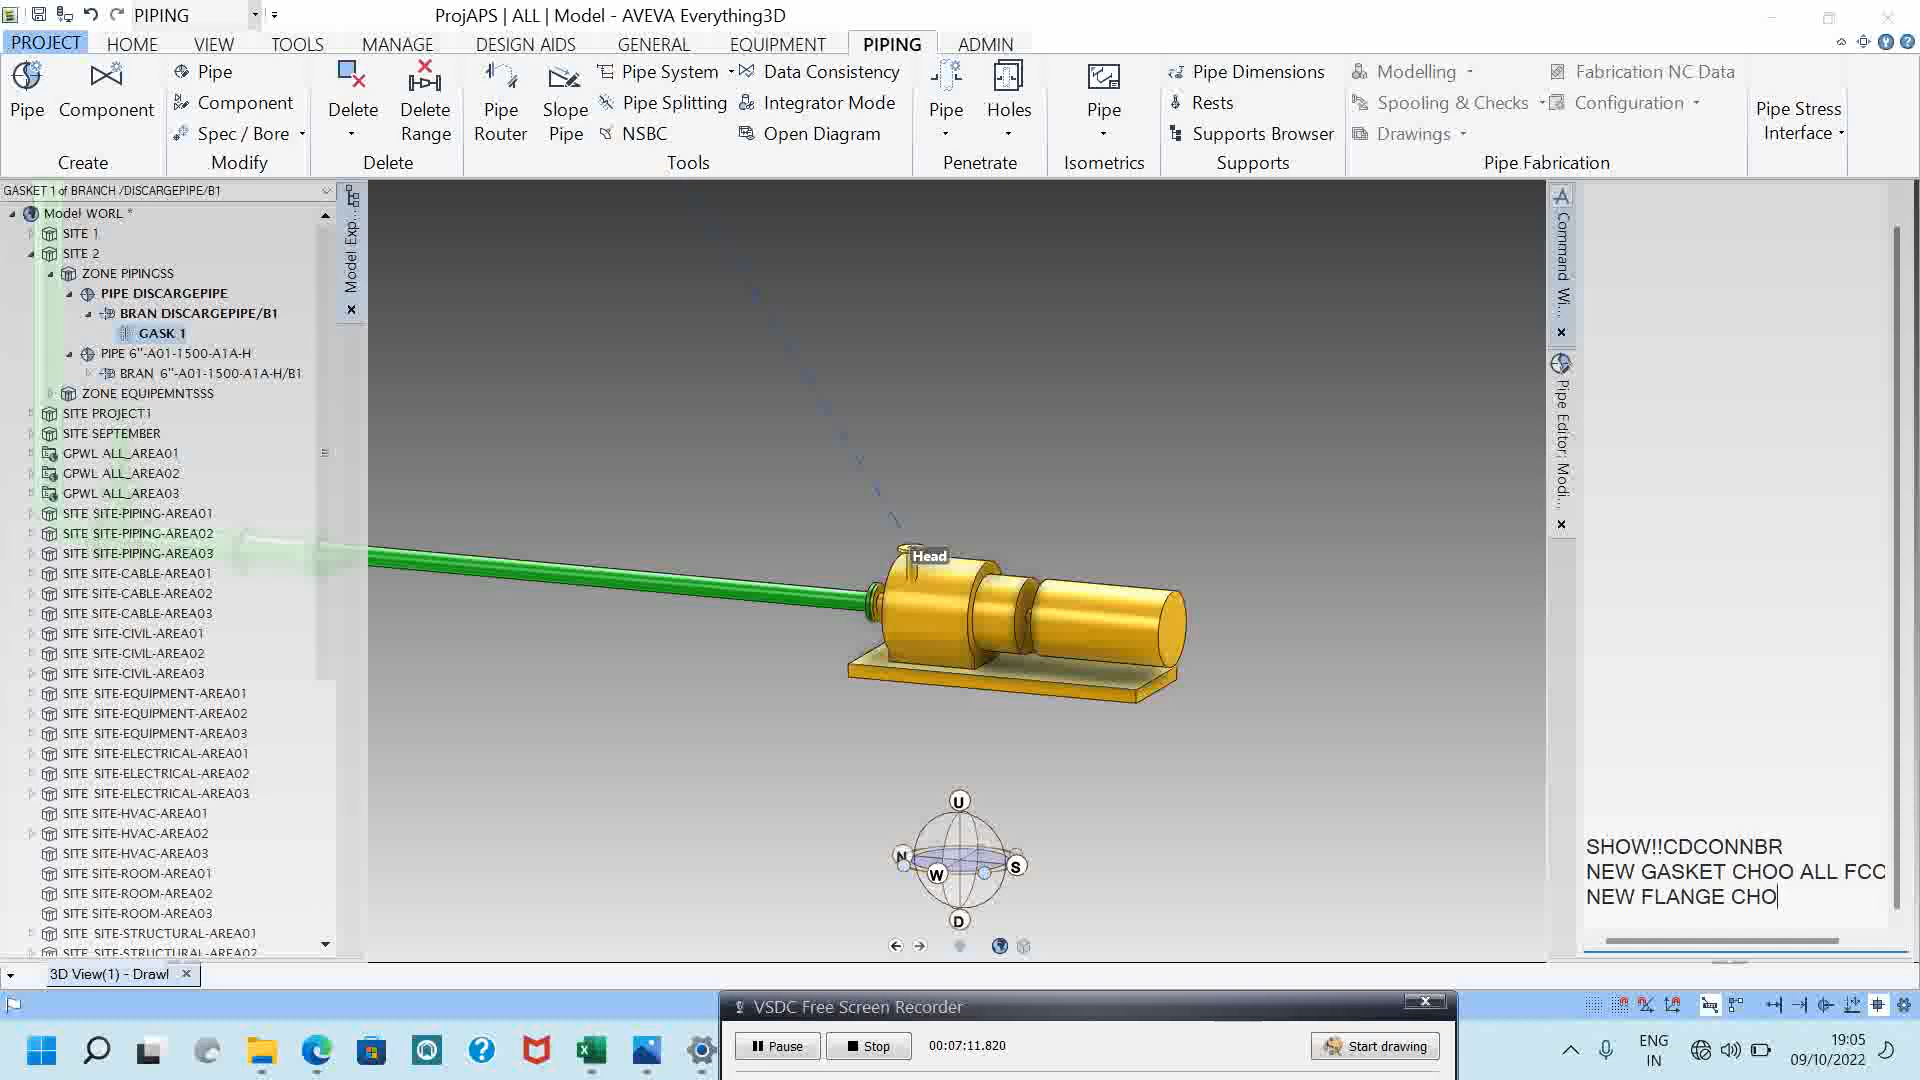 PIPING
ProjAPS | ALL | Model - AVEVA Everything3D
PROJECT HOME VIEW TOOLS MANAGE DESIGN AIDS GENERAL EQUIPMENT PIPING ADMIN
Pipe
Component
Create
Pipe
Component
Spec / Bore
Modify
Delete
Delete Range
Delete
Pipe Router
Slope Pipe
Pipe System
Pipe Splitting
NSBC
Data Consistency
Integrator Mode
Open Diagram
Tools
Pipe
Holes
Penetrate
Pipe
Isometrics
Pipe Dimensions
Rests
Supports Browser
Supports
Modelling
Spooling & Checks
Drawings
Fabrication NC Data
Configuration
Pipe Fabrication
Pipe Stress
Interface
GASKET 1 of BRANCH /DISCARGEPIPE/B1
Model WORL *
SITE 1
SITE 2
ZONE PIPINGSS
PIPE DISCARGEPIPE
BRAN DISCARGEPIPE/B1
GASK 1
PIPE 6"-A01-1500-A1A-H
BRAN 6"-A01-1500-A1A-H/B1
ZONE EQUIPEMNTSSS
SITE PROJECT1
SITE SEPTEMBER
GPWL ALL_AREA01
GPWL ALL_AREA02
GPWL ALL_AREA03
SITE SITE-PIPING-AREA01
SITE SITE-PIPING-AREA02
SITE SITE-PIPING-AREA03
SITE SITE-CABLE-AREA01
SITE SITE-CABLE-AREA02
SITE SITE-CABLE-AREA03
SITE SITE-CIVIL-AREA01
SITE SITE-CIVIL-AREA02
SITE SITE-CIVIL-AREA03
SITE SITE-EQUIPMENT-AREA01
SITE SITE-EQUIPMENT-AREA02
SITE SITE-EQUIPMENT-AREA03
SITE SITE-ELECTRICAL-AREA01
SITE SITE-ELECTRICAL-AREA02
SITE SITE-ELECTRICAL-AREA03
SITE SITE-HVAC-AREA01
SITE SITE-HVAC-AREA02
SITE SITE-HVAC-AREA03
SITE SITE-ROOM-AREA01
SITE SITE-ROOM-AREA02
SITE SITE-ROOM-AREA03
SITE SITE-STRUCTURAL-AREA01
SITE SITE-STRUCTURAL-AREA02
Model Exp...
Head
U
N
W
S
D
Command Wi...
Pipe Editor: Modi...
SHOW!!CDCONNBR
NEW GASKET CHOO ALL FCC
NEW FLANGE CHO
3D View(1) - Drawl
VSDC Free Screen Recorder
Pause
Stop
00:07:11.820
Start drawing
ENG
IN
19:05
09/10/2022